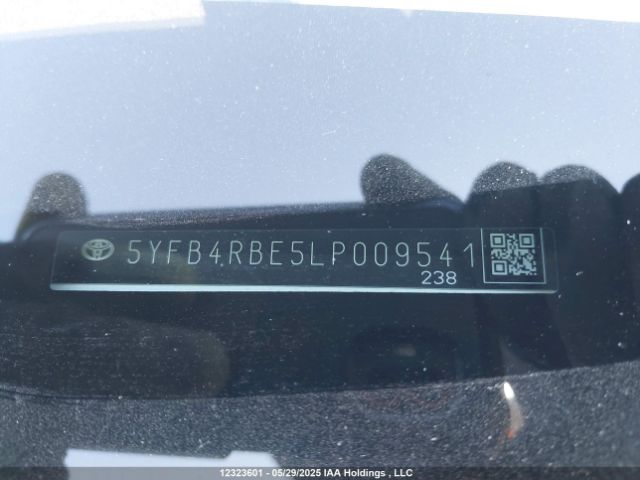 5YFB4RBE5LP009541
238
12323601 - 05/29/2025 IAA Holdings , LLC